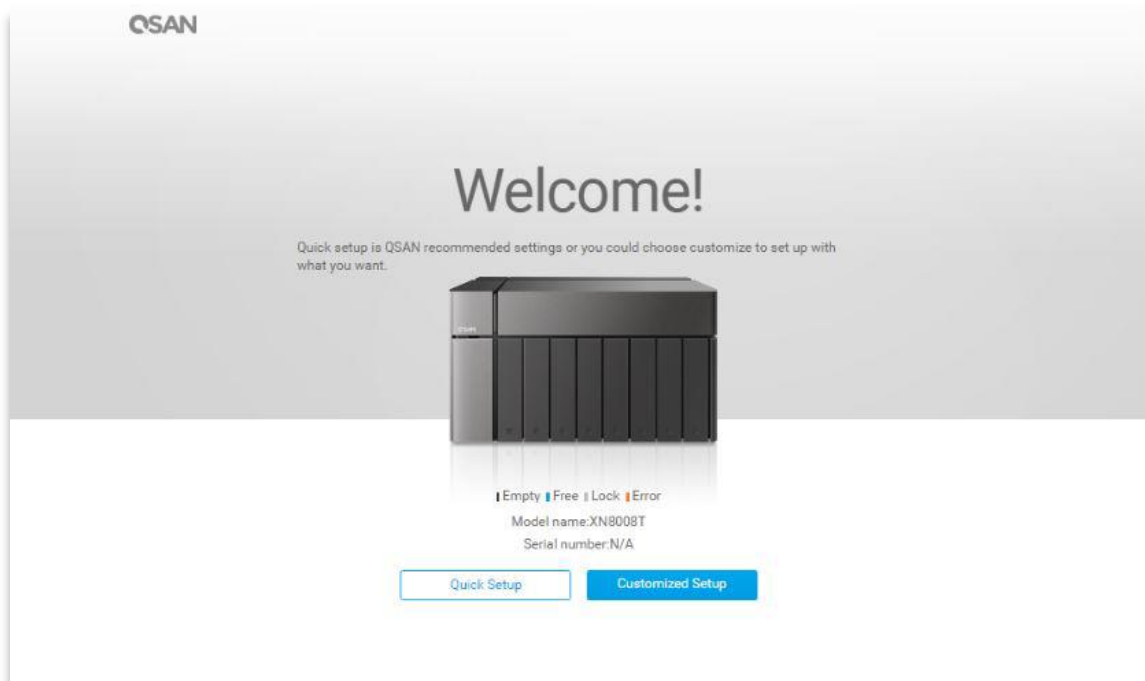 QSAN
Welcome!
Quick setup is QSAN recommended settings or you could choose customize to set up with
what you want.
QSAN
Empty Free Lock Error
Model name:XN8008T
Serial number:N/A
Quick Setup Customized Setup